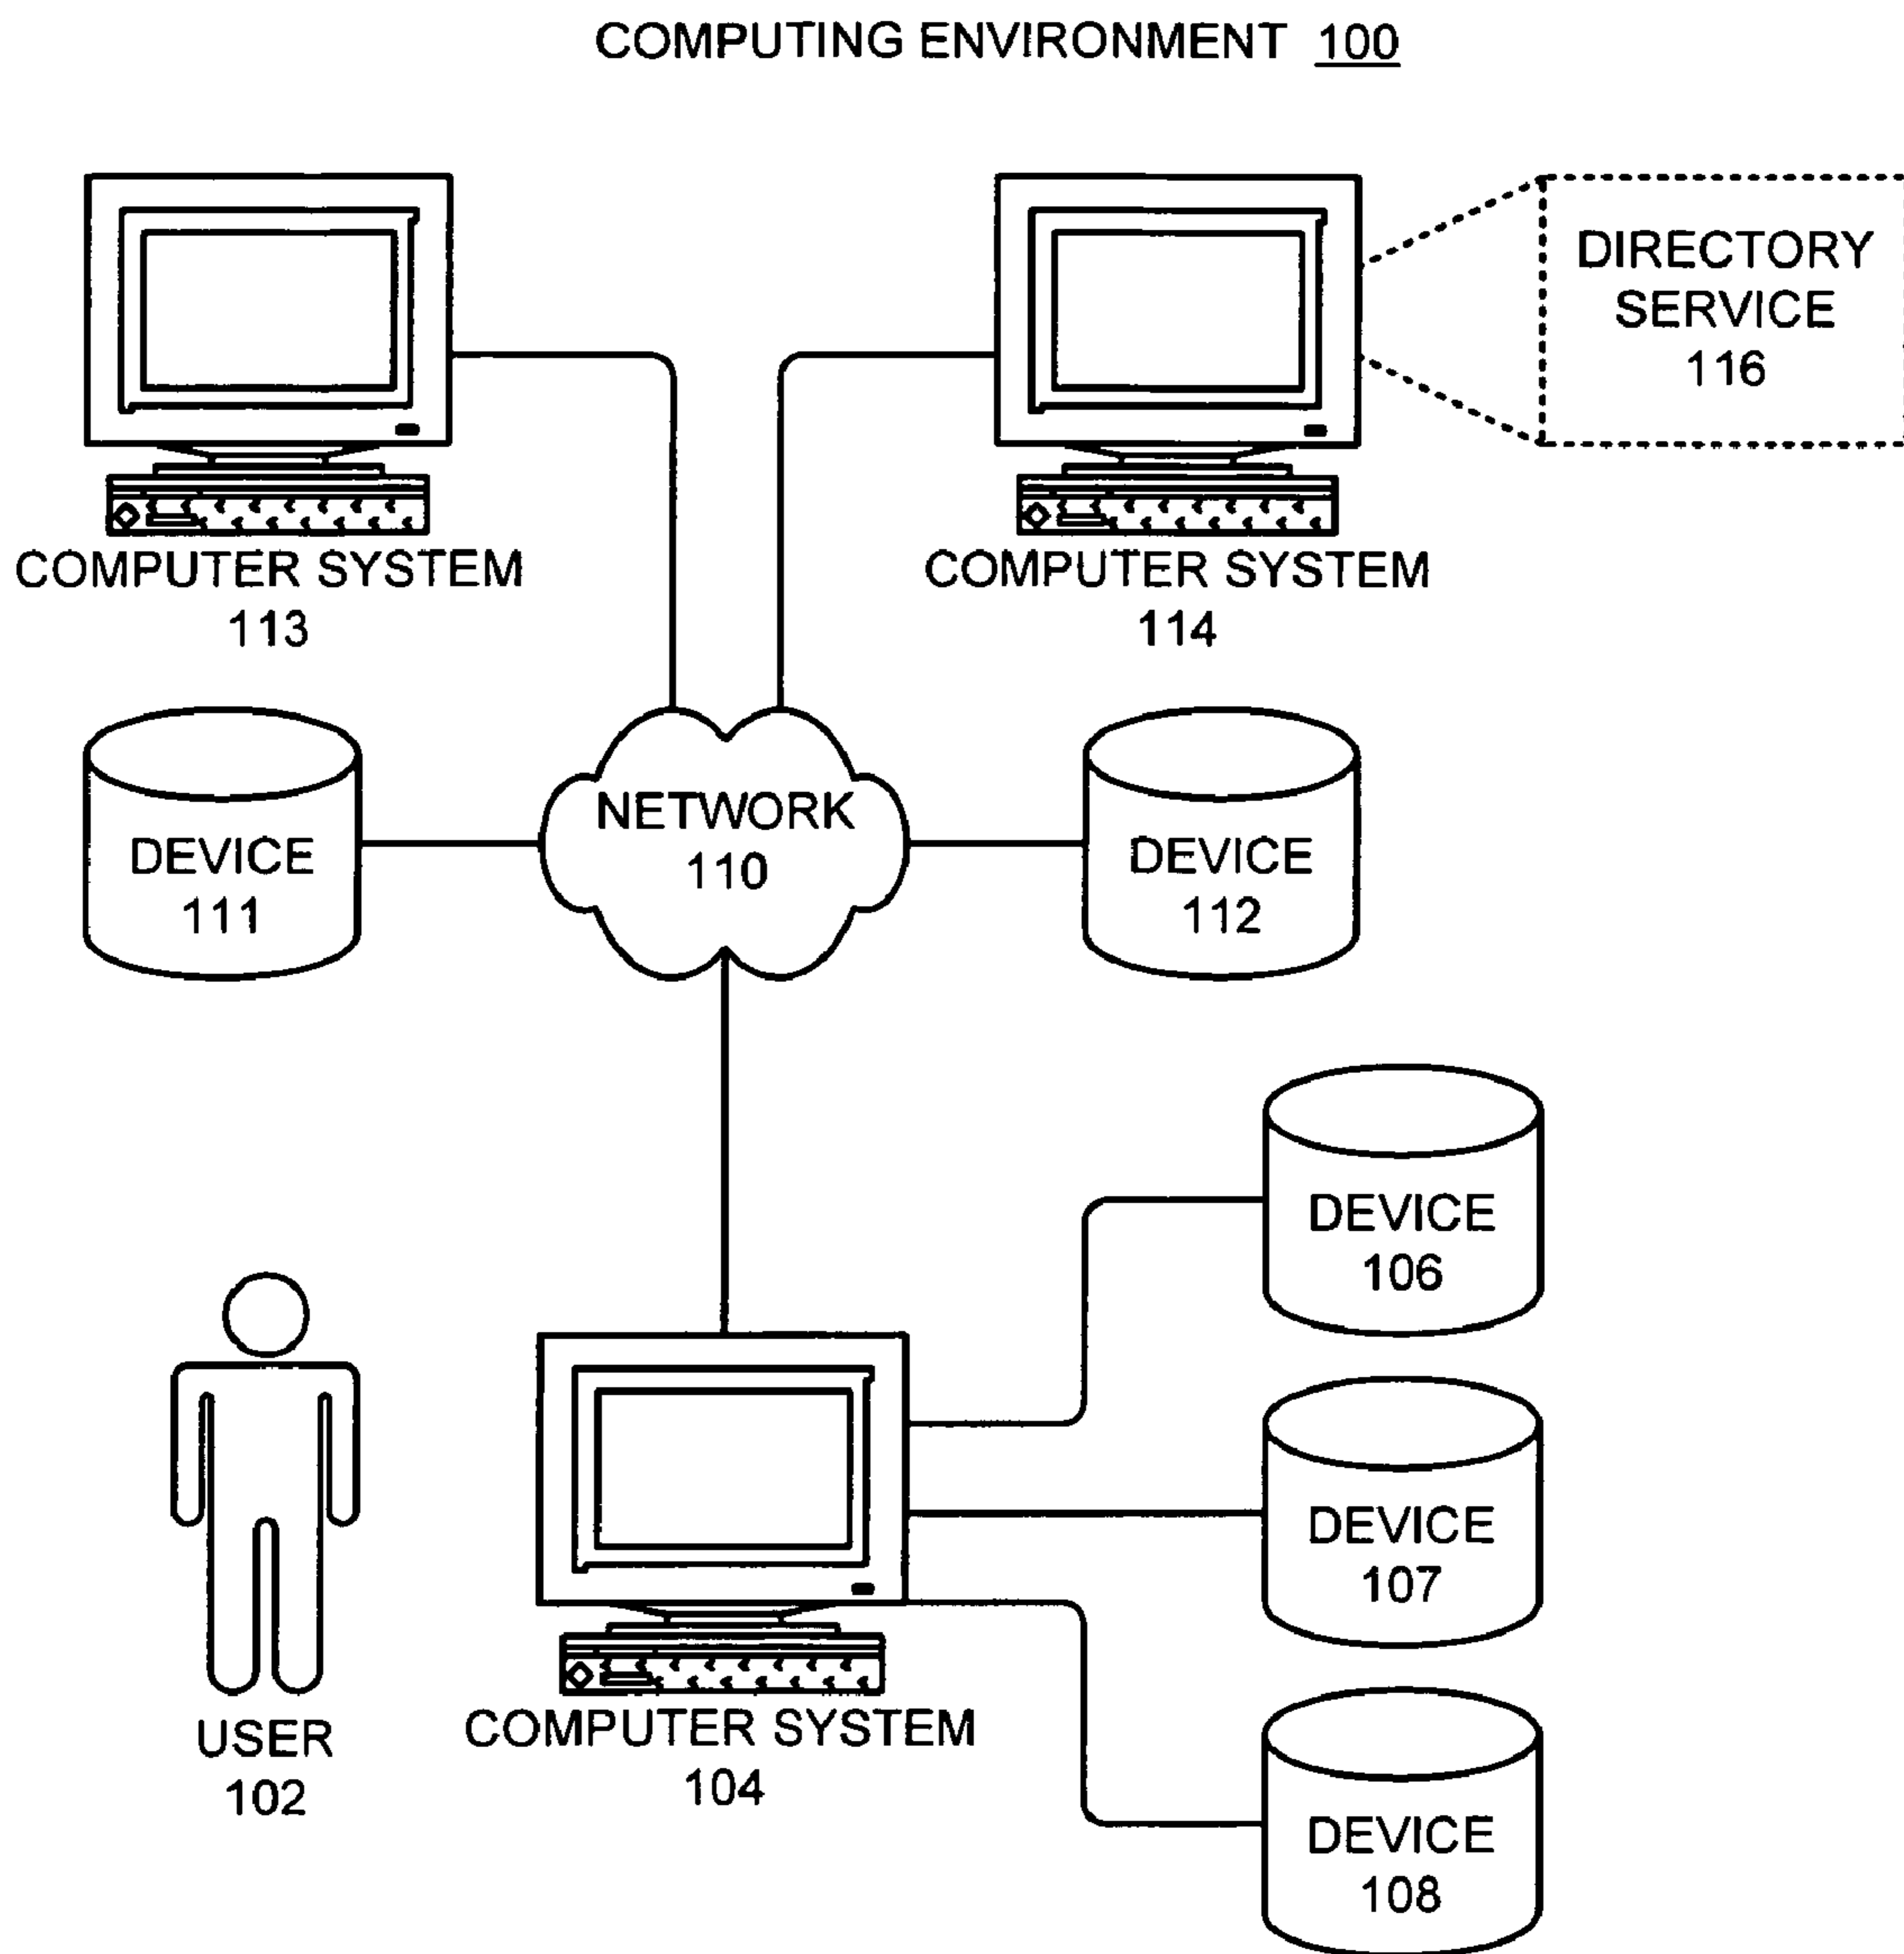 COMPUTING ENVIRONMENT 100
DIRECTORY
SERVICE
116
COMPUTER SYSTEM
113
COMPUTER SYSTEM
114
DEVICE
111
NETWORK
110
DEVICE
112
DEVICE
106
DEVICE
107
DEVICE
108
USER
102
COMPUTER SYSTEM
104